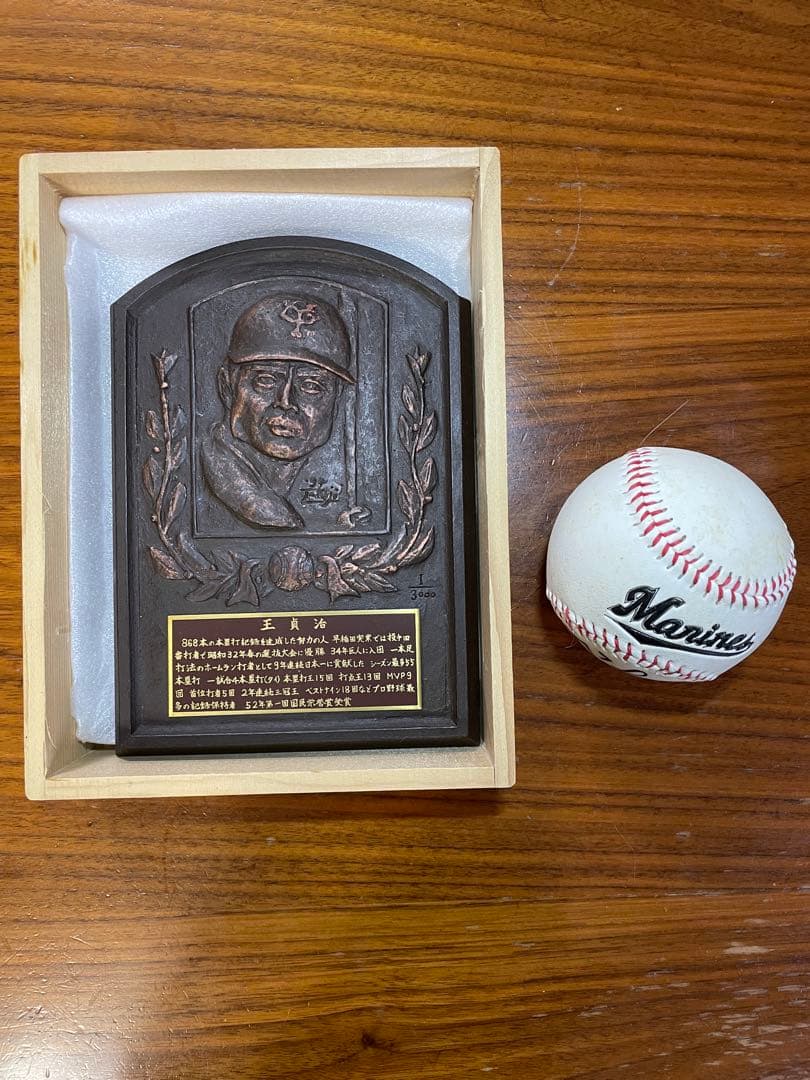 YG
'94
1
3000
王貞治
868本の本塁打記録を達成した努力の人 早稲田実業では投手四
番打者で昭和32年春の選抜大会に優勝 34年巨人に入団 一本足
打法のホームラン打者として9年連続日本一に貢献した シーズン最多55
本塁打 一試合4本塁打(タイ) 本塁打王15回 打点王13回 MVP9
回 首位打者5回 2年連続三冠王 ベストナイン18回などプロ野球最
多の記録保持者 52年第一回国民栄誉賞受賞
Marines